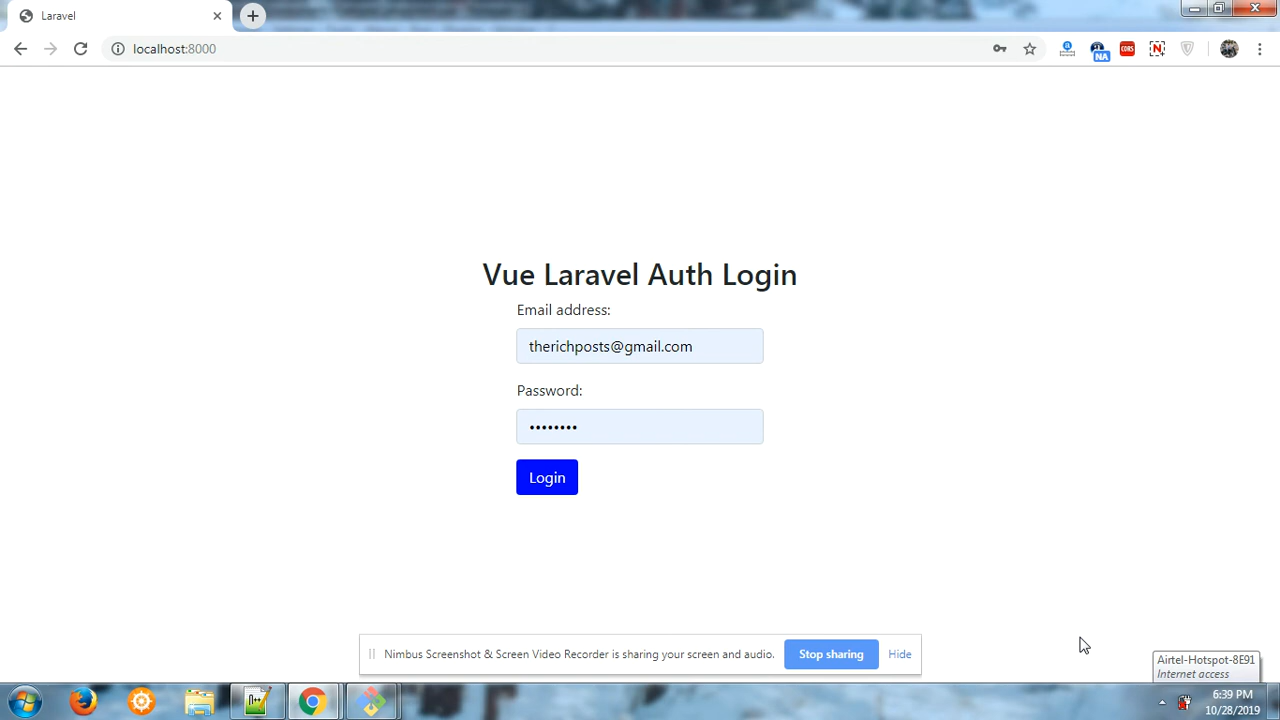 Laravel
localhost:8000
NA
CORS
N
Vue Laravel Auth Login
Email address:
therichposts@gmail.com
Password:
••••••••
Login
Nimbus Screenshot & Screen Video Recorder is sharing your screen and audio.
Stop sharing
Hide
Airtel-Hotspot-8E91
Internet access
6:39 PM
10/28/2019